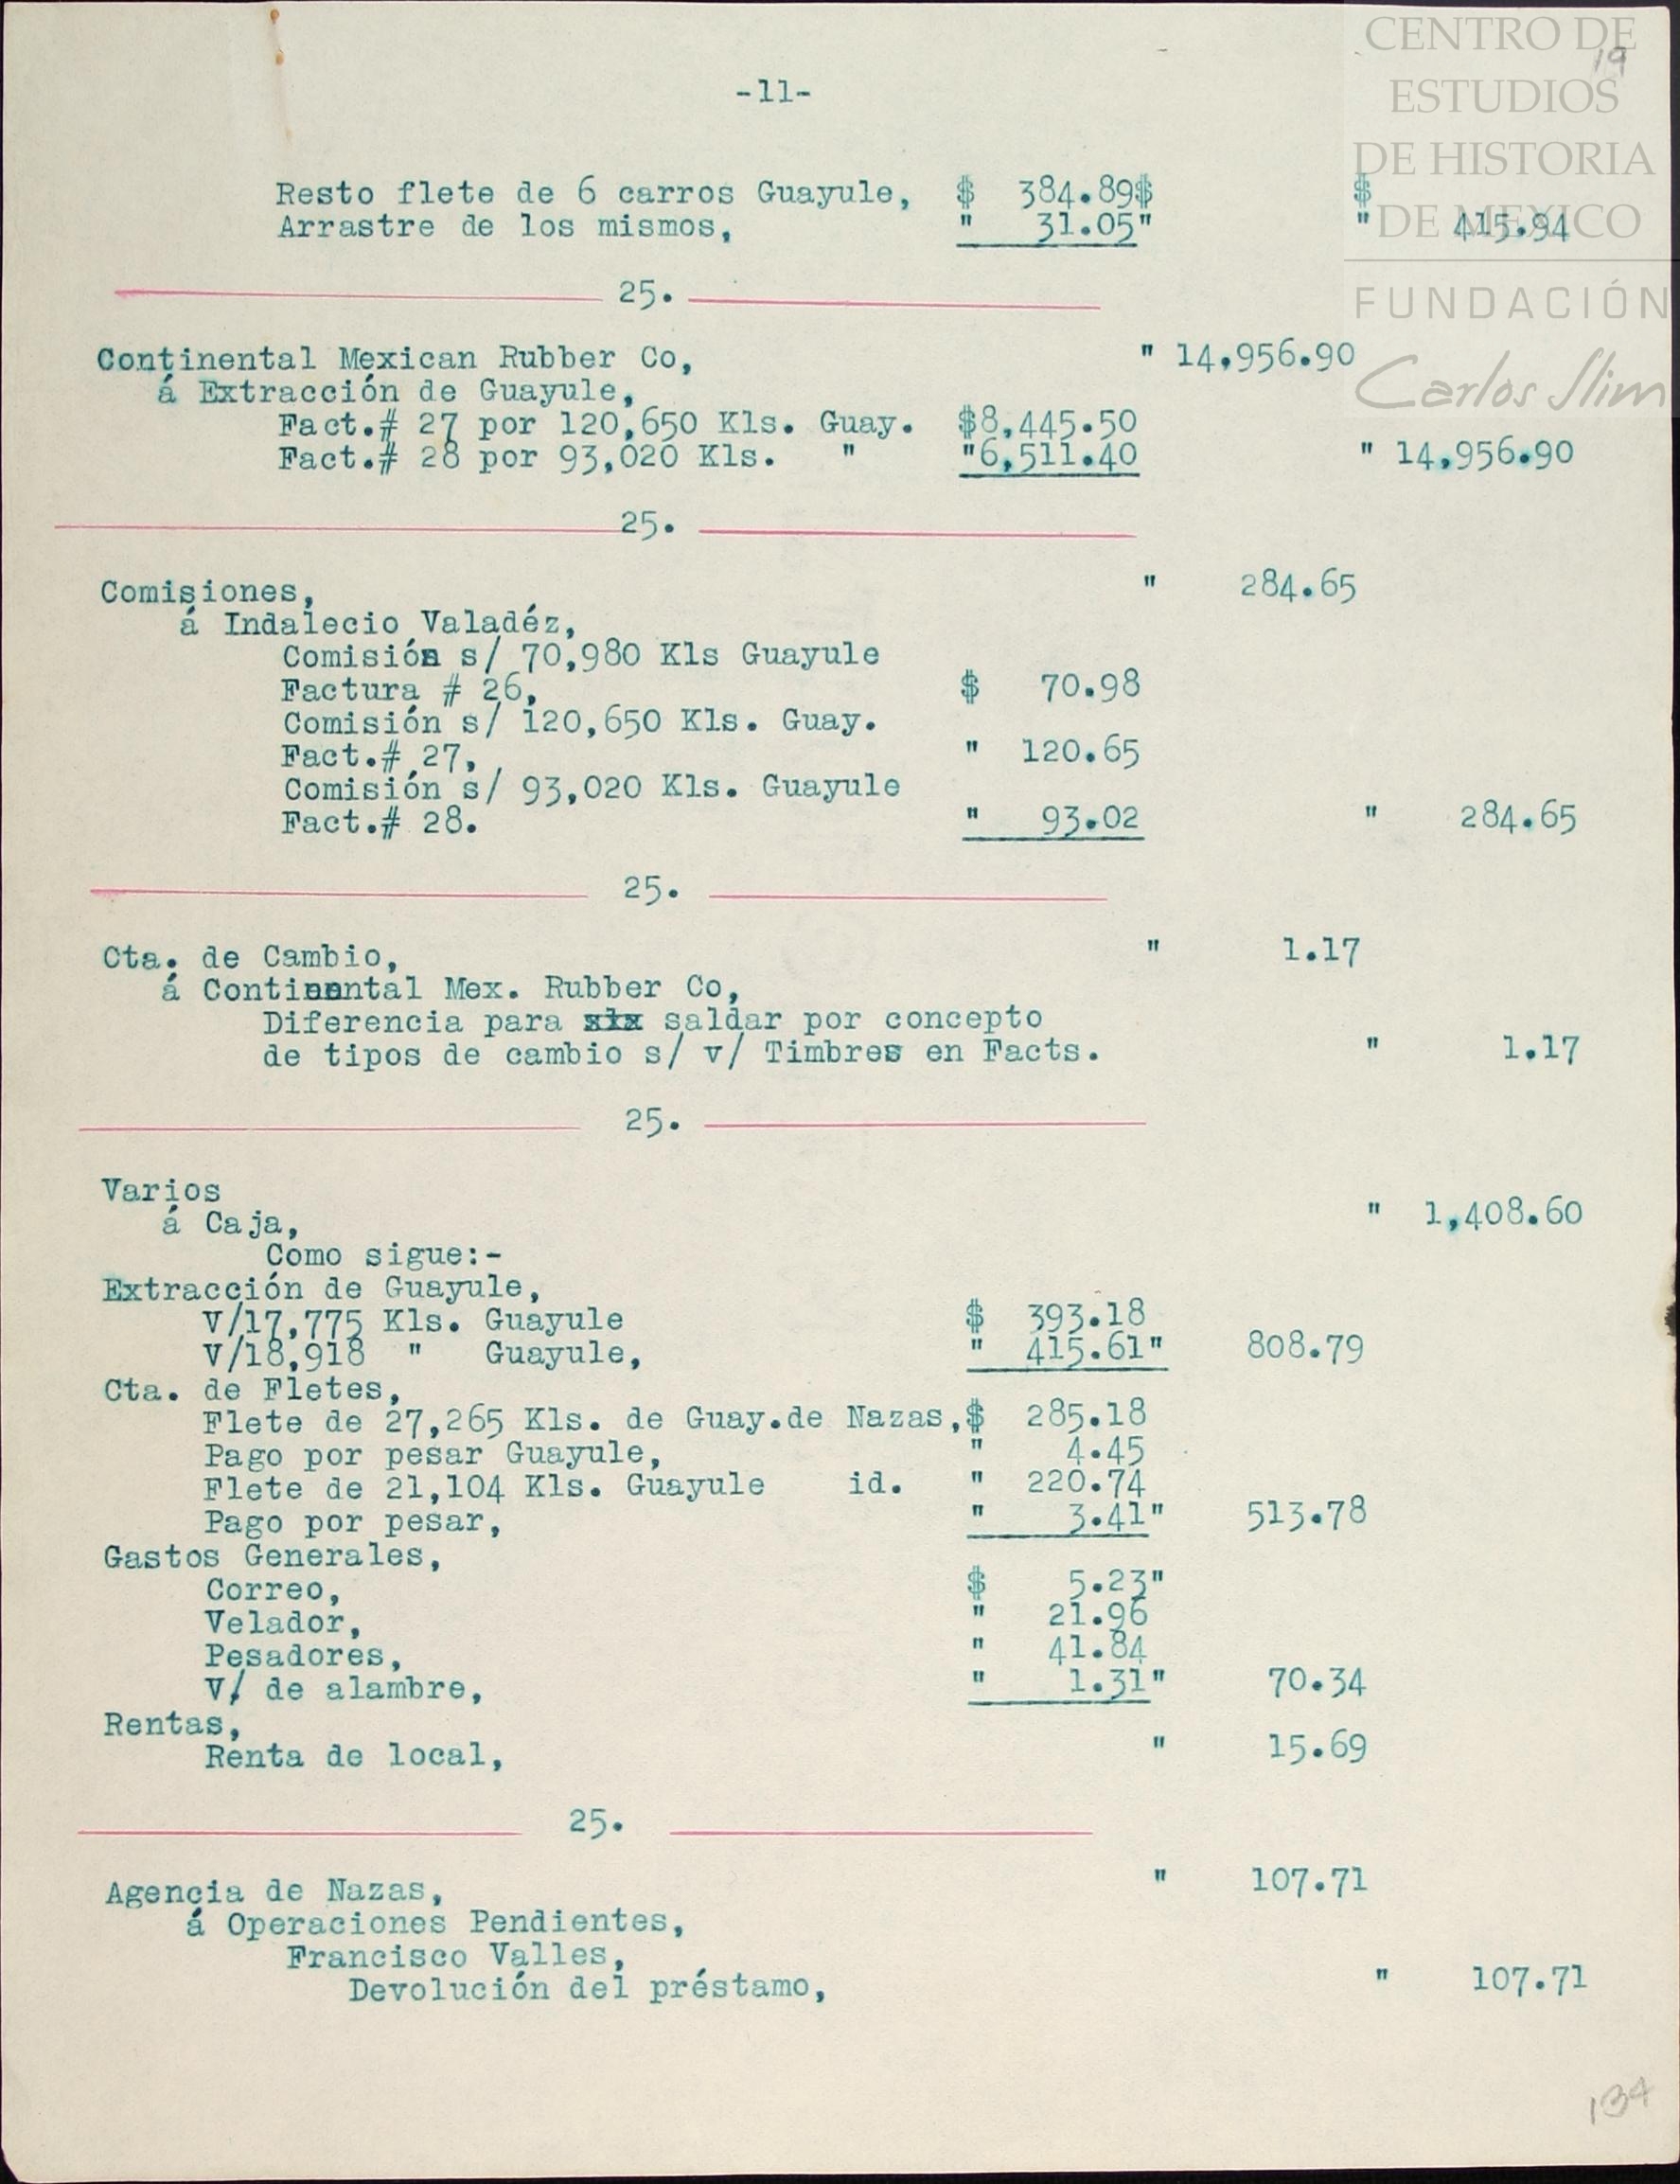 CENTRO DE
ESTUDIOS
DE HISTORIA
DE MEXICO
FUNDACIÓN
Carlos Slim
19
-11-
Resto flete de 6 carros Guayule, $ 384.89$ $
Arrastre de los mismos, " 31.05" " 415.94
25.
Continental Mexican Rubber Co, " 14,956.90
á Extracción de Guayule,
Fact.# 27 por 120,650 Kls. Guay. $8,445.50
Fact.# 28 por 93,020 Kls. " "6,511.40 " 14,956.90
25.
Comisiones, " 284.65
á Indalecio Valadéz,
Comisión s/ 70,980 Kls Guayule
Factura # 26, $ 70.98
Comisión s/ 120,650 Kls. Guay.
Fact.# 27, " 120.65
Comisión s/ 93,020 Kls. Guayule
Fact.# 28. " 93.02 " 284.65
25.
Cta. de Cambio, " 1.17
á Continental Mex. Rubber Co,
Diferencia para saldar por concepto
de tipos de cambio s/ v/ Timbres en Facts. " 1.17
25.
Varios
á Caja, " 1,408.60
Como sigue:-
Extracción de Guayule,
V/17,775 Kls. Guayule $ 393.18
V/18,918 " Guayule, " 415.61" 808.79
Cta. de Fletes,
Flete de 27,265 Kls. de Guay.de Nazas,$ 285.18
Pago por pesar Guayule, " 4.45
Flete de 21,104 Kls. Guayule id. " 220.74
Pago por pesar, " 3.41" 513.78
Gastos Generales,
Correo, $ 5.23"
Velador, " 21.96
Pesadores, " 41.84
V/ de alambre, " 1.31" 70.34
Rentas,
Renta de local, " 15.69
25.
Agencia de Nazas, " 107.71
á Operaciones Pendientes,
Francisco Valles,
Devolución del préstamo, " 107.71
134